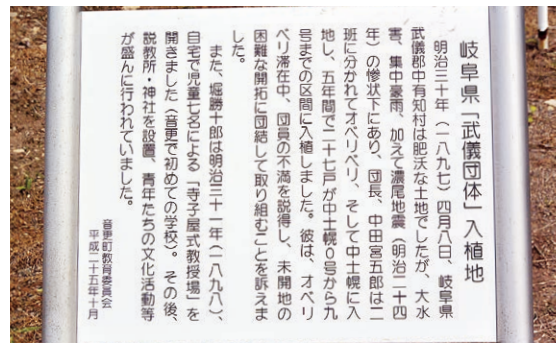 岐阜県「武儀団体」入植地
明治三十年（一八九七）四月八日、岐阜県
武儀郡中有知村は肥沃な土地でしたが、大水
害、集中豪雨、加えて濃尾地震（明治二十四
年）の惨状下にあり、団長、中田宮五郎は二
班に分かれてオベリベリ、そして中士幌に入
地し、五年間で二十七戸が中士幌０号から九
号までの区間に入植しました。彼は、オベリ
ベリ滞在中、団員の不満を説得し、未開地の
困難な開拓に団結して取り組むことを訴えま
した。
また、堀勝十郎は明治三十一年（一八九八）、
自宅で児童七名による「寺子屋式教授場」を
開きました（音更で初めての学校）。その後、
説教所・神社を設置、青年たちの文化活動等
が盛んに行われていました。
音更町教育委員会
平成二十五年十月